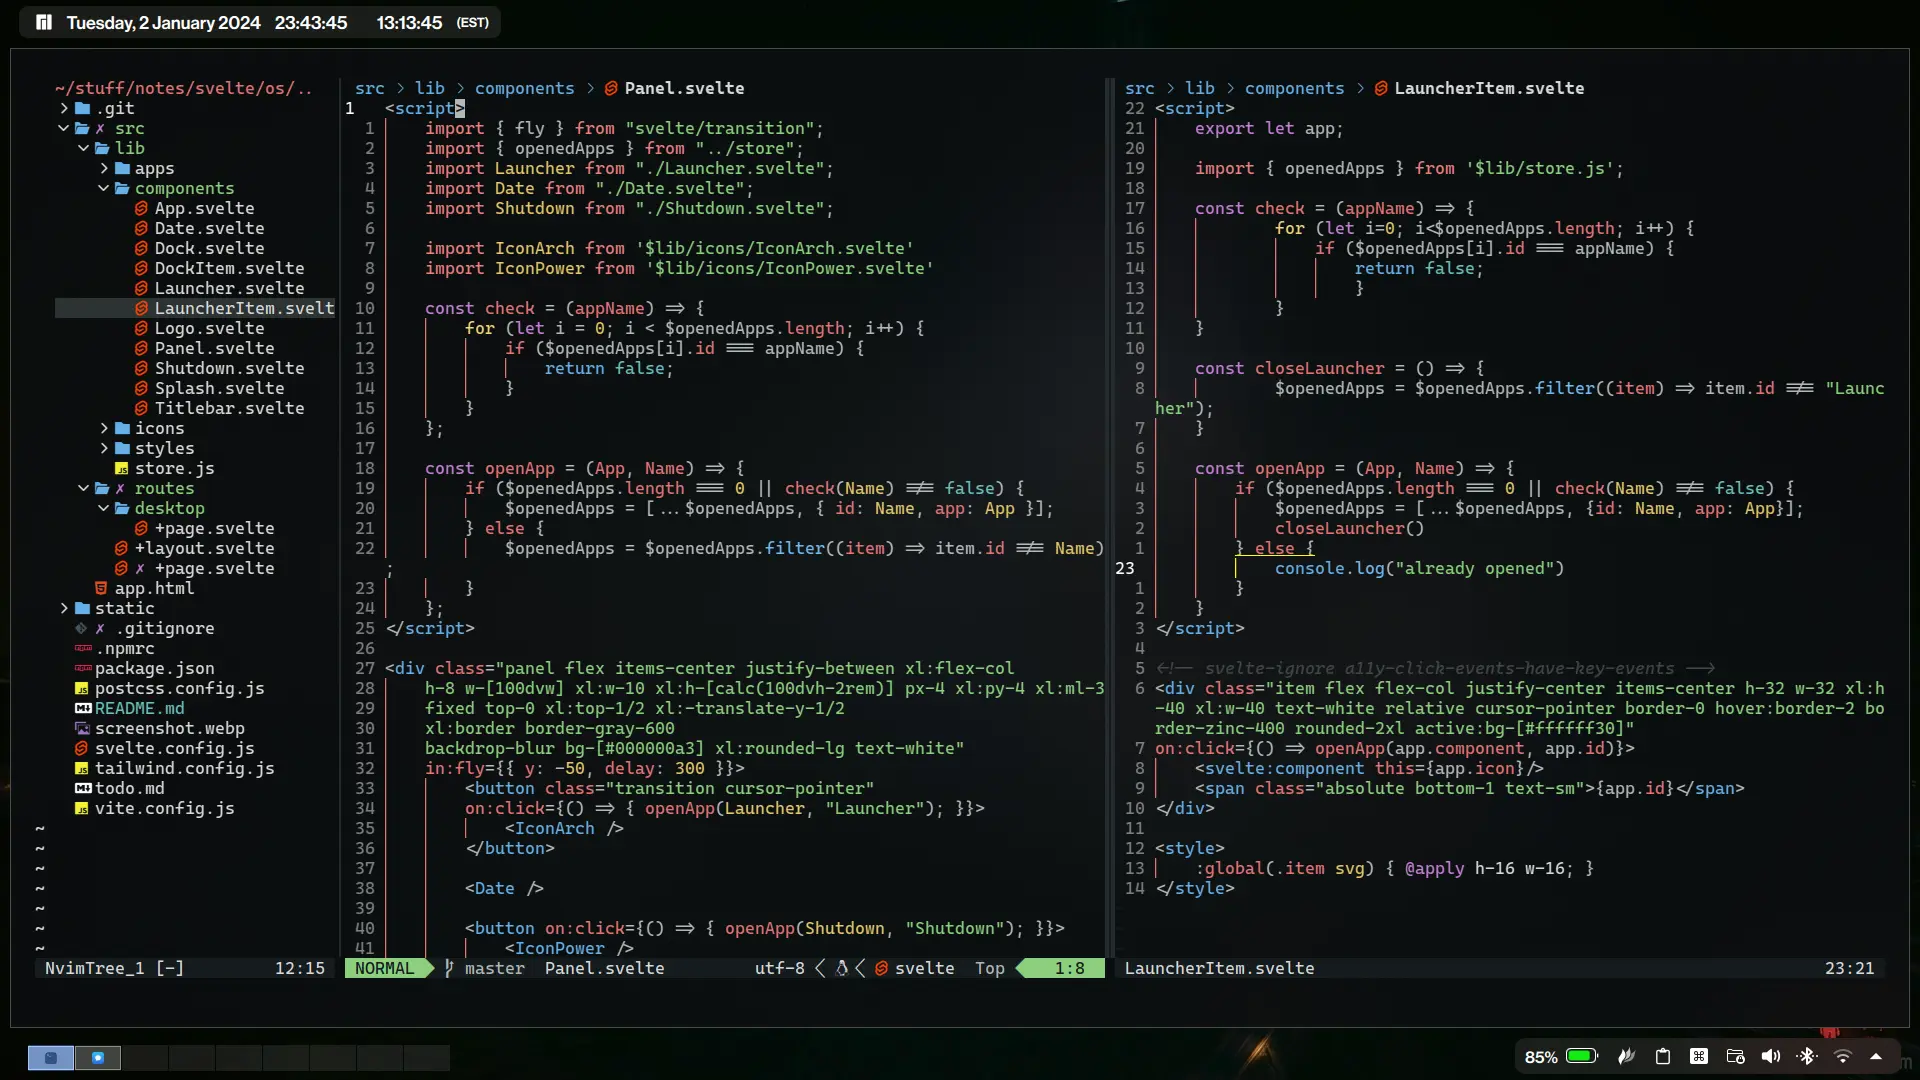 Tuesday, 2 January 2024 23:43:45 13:13:45 (EST)
~/stuff/notes/svelte/os/..
.git
✗ src
lib
apps
components
App.svelte
Date.svelte
Dock.svelte
DockItem.svelte
Launcher.svelte
LauncherItem.svelt
Logo.svelte
Panel.svelte
Shutdown.svelte
Splash.svelte
Titlebar.svelte
icons
styles
store.js
✗ routes
desktop
+page.svelte
+layout.svelte
✗ +page.svelte
app.html
static
✗ .gitignore
.npmrc
package.json
postcss.config.js
README.md
screenshot.webp
svelte.config.js
tailwind.config.js
todo.md
vite.config.js
~
~
~
~
~
~
~
NvimTree_1 [-] 12:15
src > lib > components > Panel.svelte
1 <script>
1 import { fly } from "svelte/transition";
2 import { openedApps } from "../store";
3 import Launcher from "./Launcher.svelte";
4 import Date from "./Date.svelte";
5 import Shutdown from "./Shutdown.svelte";
6
7 import IconArch from '$lib/icons/IconArch.svelte'
8 import IconPower from '$lib/icons/IconPower.svelte'
9
10 const check = (appName) => {
11 for (let i = 0; i < $openedApps.length; i++) {
12 if ($openedApps[i].id === appName) {
13 return false;
14 }
15 }
16 };
17
18 const openApp = (App, Name) => {
19 if ($openedApps.length === 0 || check(Name) !== false) {
20 $openedApps = [...$openedApps, { id: Name, app: App }];
21 } else {
22 $openedApps = $openedApps.filter((item) => item.id !== Name)
;
23 }
24 };
25 </script>
26
27 <div class="panel flex items-center justify-between xl:flex-col
28 h-8 w-[100dvw] xl:w-10 xl:h-[calc(100dvh-2rem)] px-4 xl:py-4 xl:ml-3
29 fixed top-0 xl:top-1/2 xl:-translate-y-1/2
30 xl:border border-gray-600
31 backdrop-blur bg-[#000000a3] xl:rounded-lg text-white"
32 in:fly={{ y: -50, delay: 300 }}>
33 <button class="transition cursor-pointer"
34 on:click={() => { openApp(Launcher, "Launcher"); }}>
35 <IconArch />
36 </button>
37
38 <Date />
39
40 <button on:click={() => { openApp(Shutdown, "Shutdown"); }}>
41 <IconPower />
NORMAL master Panel.svelte utf-8 < < svelte Top 1:8
src > lib > components > LauncherItem.svelte
22 <script>
21 export let app;
20
19 import { openedApps } from '$lib/store.js';
18
17 const check = (appName) => {
16 for (let i=0; i<$openedApps.length; i++) {
15 if ($openedApps[i].id === appName) {
14 return false;
13 }
12 }
11 }
10
9 const closeLauncher = () => {
8 $openedApps = $openedApps.filter((item) => item.id !== "Launc
her");
7 }
6
5 const openApp = (App, Name) => {
4 if ($openedApps.length === 0 || check(Name) !== false) {
3 $openedApps = [...$openedApps, {id: Name, app: App}];
2 closeLauncher()
1 } else {
23 console.log("already opened")
1 }
2 }
3 </script>
4
5 <!-- svelte-ignore a11y-click-events-have-key-events -->
6 <div class="item flex flex-col justify-center items-center h-32 w-32 xl:h
-40 xl:w-40 text-white relative cursor-pointer border-0 hover:border-2 bo
rder-zinc-400 rounded-2xl active:bg-[#ffffff30]"
7 on:click={() => openApp(app.component, app.id)}>
8 <svelte:component this={app.icon}/>
9 <span class="absolute bottom-1 text-sm">{app.id}</span>
10 </div>
11
12 <style>
13 :global(.item svg) { @apply h-16 w-16; }
14 </style>
LauncherItem.svelte 23:21
85%